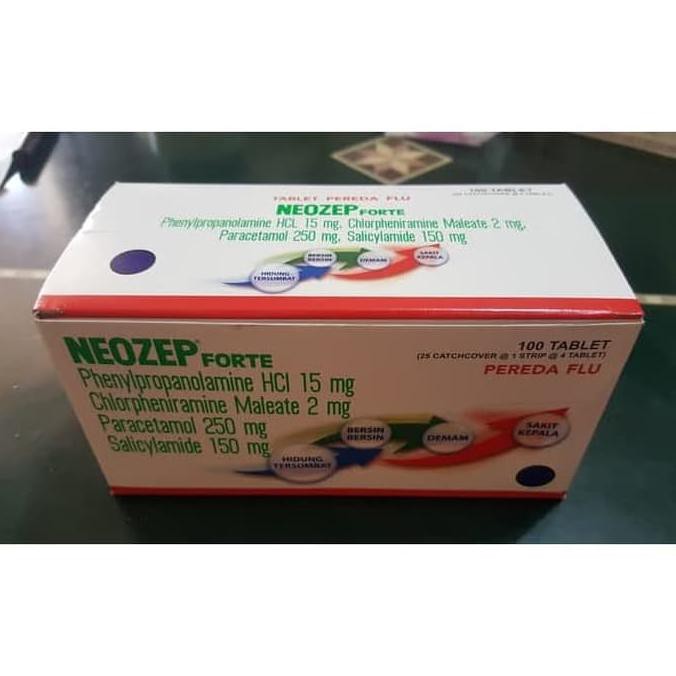 100 TABLET
TABLET PEREDA FLU
NEOZEP FORTE
Phenylpropanolamine HCL 15 mg, Chlorpheniramine Maleate 2 mg,
Paracetamol 250 mg, Salicylamide 150 mg
HIDUNG
TERSUMBAT
BERSIN
BERSIN
DEMAM
SAKIT
KEPALA
NEOZEP® FORTE
Phenylpropanolamine HCl 15 mg
Chlorpheniramine Maleate 2 mg
Paracetamol 250 mg
Salicylamide 150 mg
100 TABLET
(25 CATCHCOVER @ 1 STRIP @ 4 TABLET)
PEREDA FLU
HIDUNG
TERSUMBAT
BERSIN
BERSIN
DEMAM
SAKIT
KEPALA